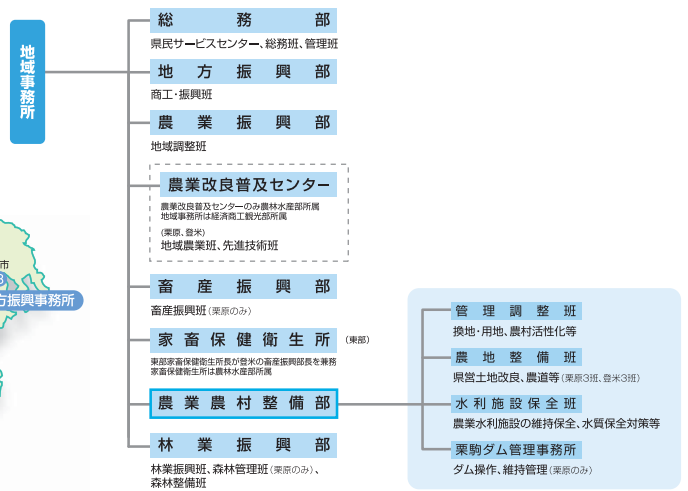 地域事務所
総務部
県民サービスセンター、総務班、管理班
地方振興部
商工・振興班
農業振興部
地域調整班
農業改良普及センター
農業改良普及センターのみ農林水産部所属
地域事務所は経済商工観光部所属
(栗原、登米)
地域農業班、先進技術班
畜産振興部
畜産振興班(栗原のみ)
家畜保健衛生所 (東部)
東部家畜保健衛生所長が登米の畜産振興部長を兼務
家畜保健衛生所は農林水産部所属
農業農村整備部
林業振興部
林業振興班、森林管理班(栗原のみ)、
森林整備班
管理調整班
換地・用地、農村活性化等
農地整備班
県営土地改良、農道等(栗原3班、登米3班)
水利施設保全班
農業水利施設の維持保全、水質保全対策等
栗駒ダム管理事務所
ダム操作、維持管理(栗原のみ)
市
方振興事務所